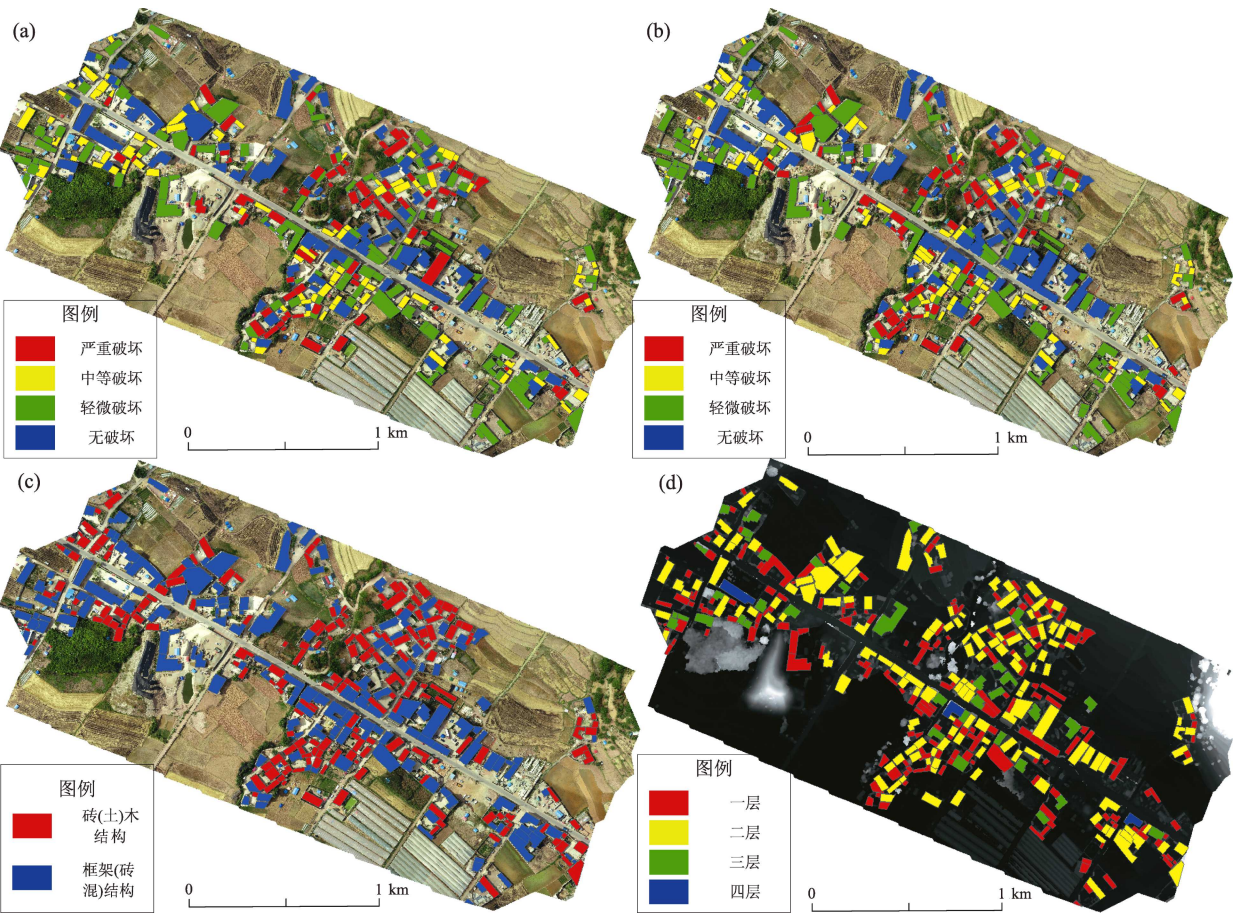 (a)
图例
严重破坏
中等破坏
轻微破坏
无破坏
0 1 km
(b)
图例
严重破坏
中等破坏
轻微破坏
无破坏
0 1 km
(c)
图例
砖(土)木
结构
框架(砖
混)结构
0 1 km
(d)
图例
一层
二层
三层
四层
0 1 km